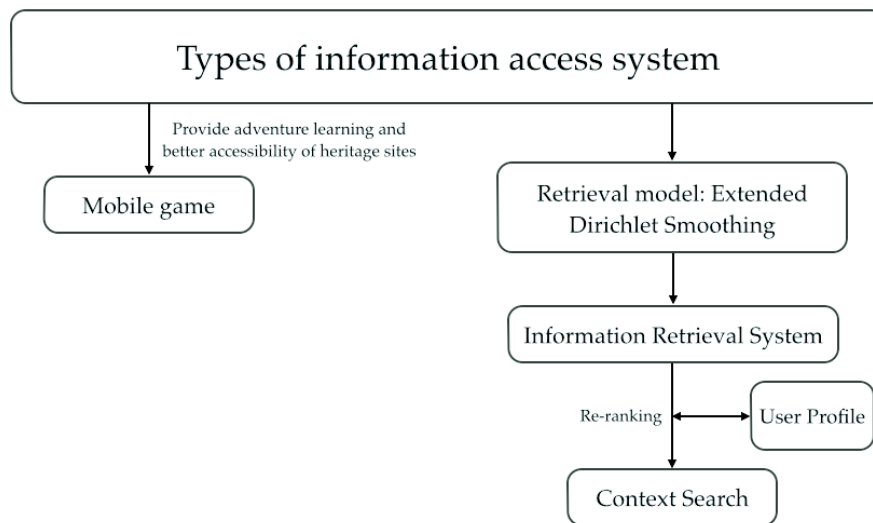 Types of information access system
Provide adventure learning and
better accessibility of heritage sites
Mobile game
Retrieval model: Extended
Dirichlet Smoothing
Information Retrieval System
Re-ranking
User Profile
Context Search